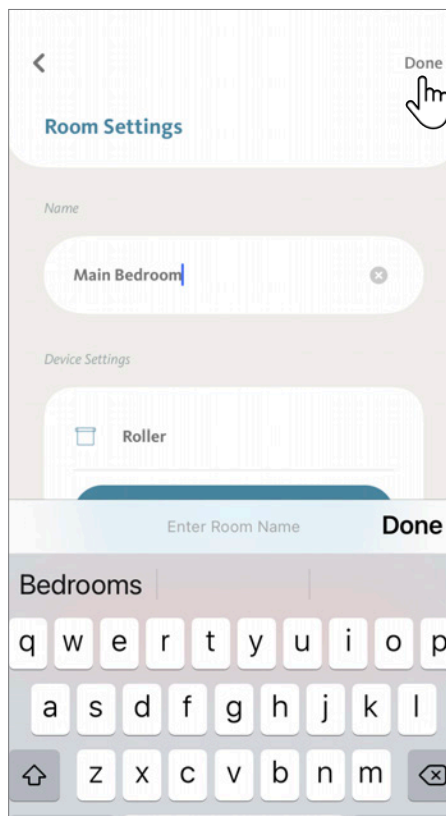 Done
Room Settings
Name
Main Bedroom
Device Settings
Roller
Enter Room Name Done
Bedrooms
q w e r t y u i o p
a s d f g h j k l
z x c v b n m